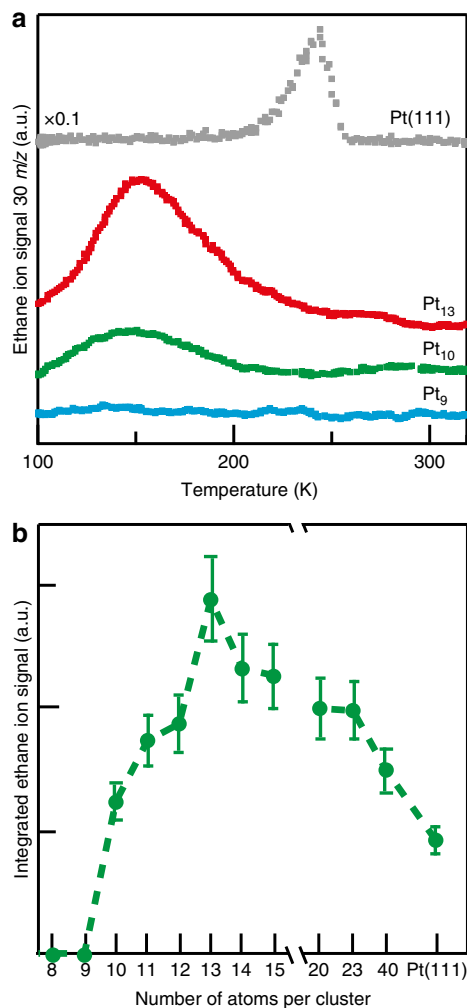 a
×0.1
Pt(111)
Pt13
Pt10
Pt9
Ethane ion signal 30 m/z (a.u.)
100 200 300
Temperature (K)
b
Integrated ethane ion signal (a.u.)
8 9 10 11 12 13 14 15 20 23 40 Pt(111)
Number of atoms per cluster